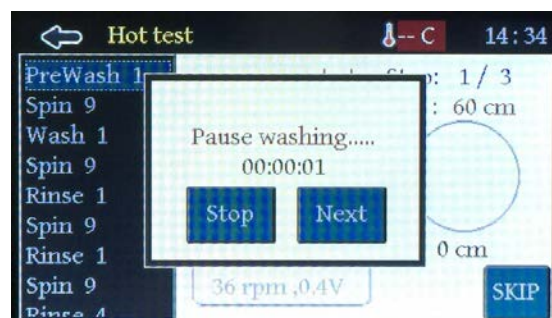 Hot test
-- C
14:34
PreWash 1
Spin 9
Wash 1
Spin 9
Rinse 1
Spin 9
Rinse 1
Spin 9
Rinse 4
1 / 3
: 60 cm
Pause washing.....
00:00:01
Stop Next
0 cm
36 rpm ,0.4V
SKIP